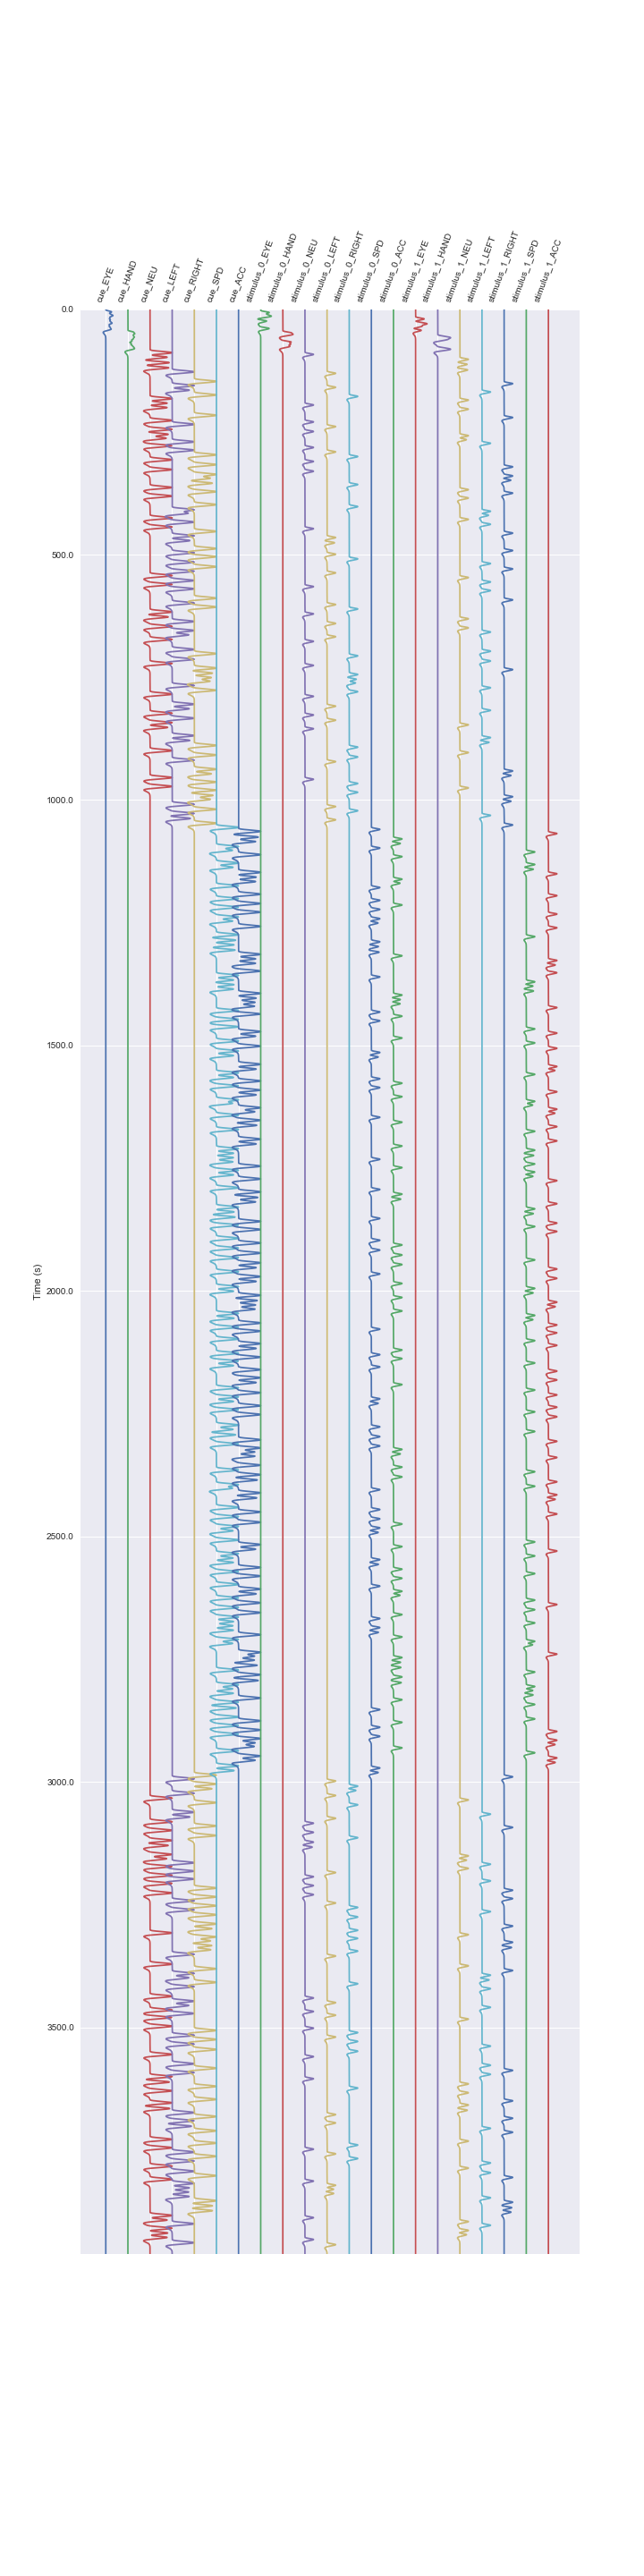 cue_EYE
cue_HAND
cue_NEU
cue_LEFT
cue_RIGHT
cue_SPD
cue_ACC
stimulus_0_EYE
stimulus_0_HAND
stimulus_0_NEU
stimulus_0_LEFT
stimulus_0_RIGHT
stimulus_0_SPD
stimulus_0_ACC
stimulus_1_EYE
stimulus_1_HAND
stimulus_1_NEU
stimulus_1_LEFT
stimulus_1_RIGHT
stimulus_1_SPD
stimulus_1_ACC
0.0
500.0
1000.0
1500.0
Time (s)
2000.0
2500.0
3000.0
3500.0